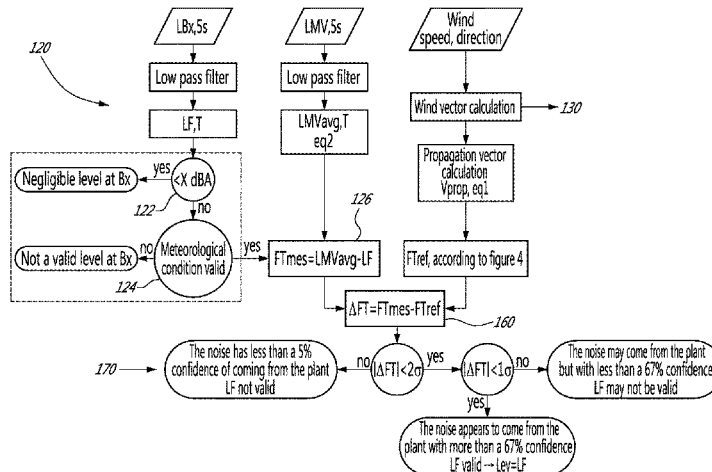 LBx,5s
LMV,5s
Wind
speed, direction
120
Low pass filter
Low pass filter
Wind vector calculation
130
LF,T
LMVavg,T
eq2
Propagation vector
calculation
Vprop, eq1
Negligible level at Bx
yes
<X dBA
122
no
126
Not a valid level at Bx
no
Meteorological
condition valid
yes
FTmes=LMVavg-LF
FTref, according to figure 4
124
ΔFT=FTmes-FTref
160
170
The noise has less than a 5%
confidence of coming from the plant
LF not valid
no
|ΔFT|<2σ
yes
|ΔFT|<1σ
no
The noise may come from the plant
but with less than a 67% confidence
LF may not be valid
yes
The noise appears to come from the
plant with more than a 67% confidence
LF valid → Lev=LF